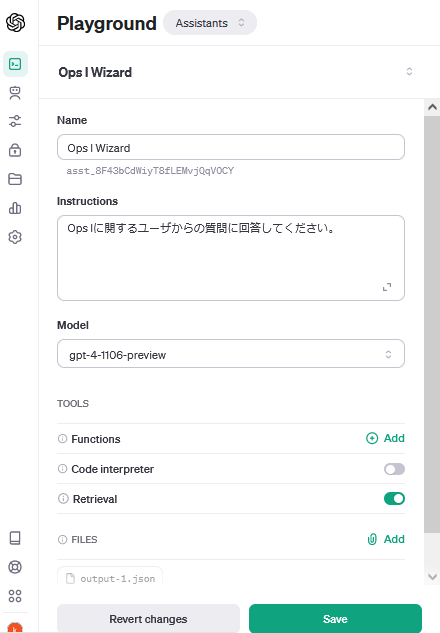 Playground Assistants
Ops I Wizard
Name
Ops I Wizard
asst_8F43bCdWiyT8fLEMvjQqVOCY
Instructions
Ops Iに関するユーザからの質問に回答してください。
Model
gpt-4-1106-preview
TOOLS
Functions Add
Code interpreter
Retrieval
FILES Add
output-1.json
Revert changes Save